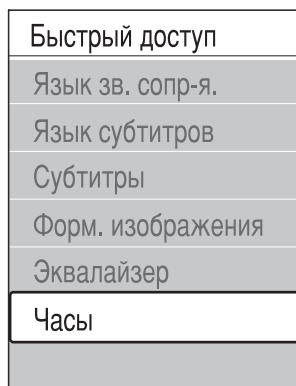 Быстрый доступ
Язык зв. сопр-я.
Язык субтитров
Субтитры
Форм. изображения
Эквалайзер
Часы